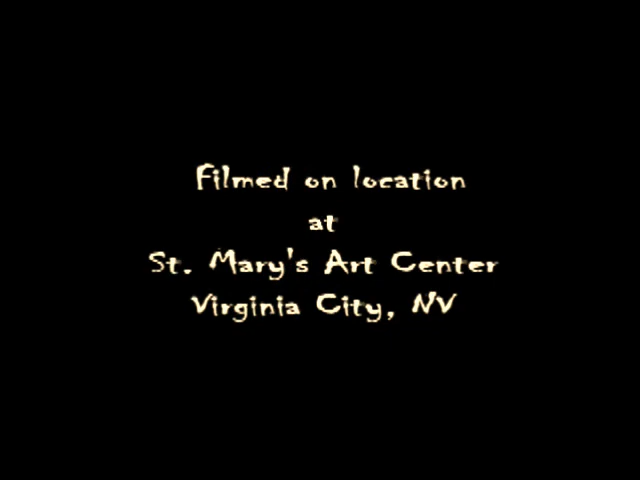 Filmed on location
at
St. Mary's Art Center
Virginia City, NV